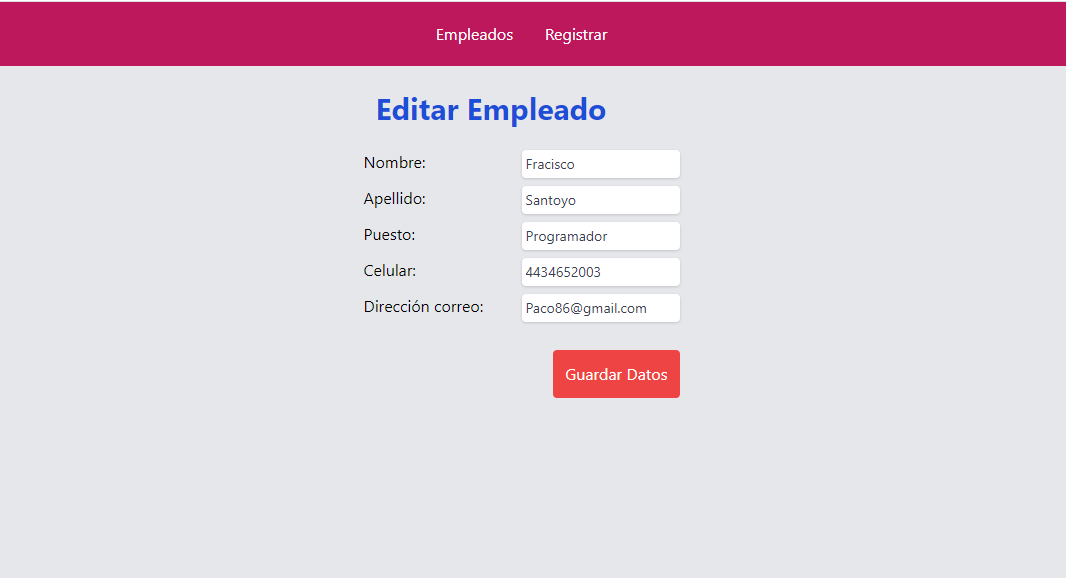 Empleados Registrar
Editar Empleado
Nombre: Fracisco
Apellido: Santoyo
Puesto: Programador
Celular: 4434652003
Dirección correo: Paco86@gmail.com
Guardar Datos